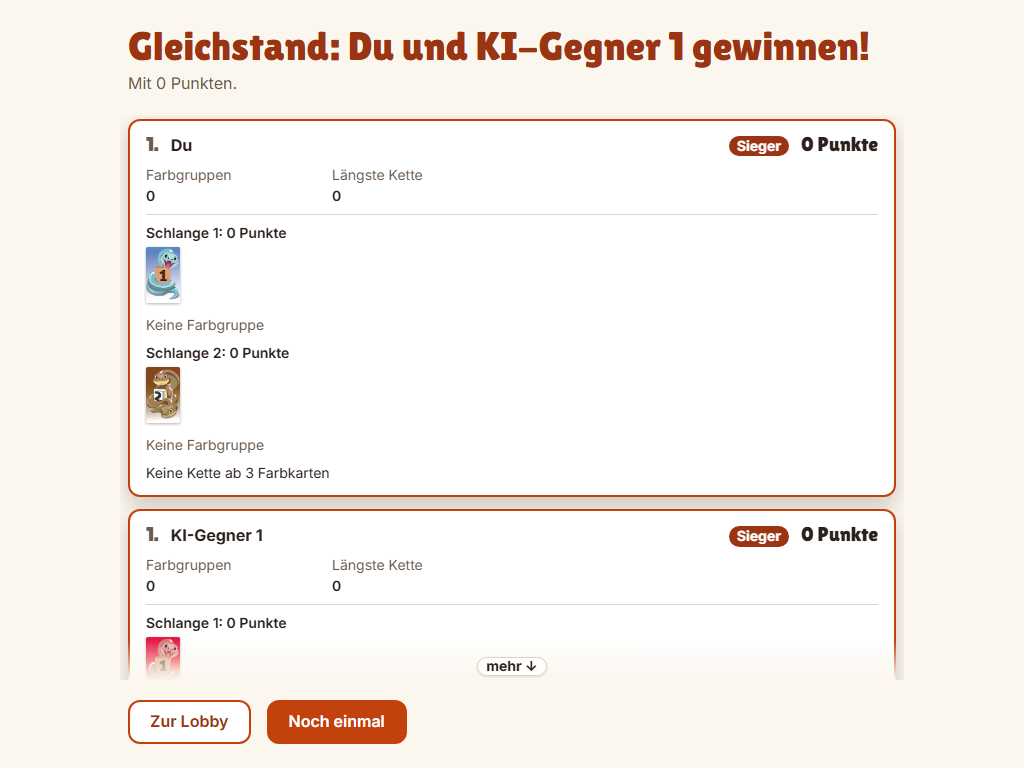 Gleichstand: Du und KI-Gegner 1 gewinnen!
Mit 0 Punkten.
1. Du Sieger 0 Punkte
Farbgruppen Längste Kette
0 0
Schlange 1: 0 Punkte
1
Keine Farbgruppe
Schlange 2: 0 Punkte
2
Keine Farbgruppe
Keine Kette ab 3 Farbkarten
1. KI-Gegner 1 Sieger 0 Punkte
Farbgruppen Längste Kette
0 0
Schlange 1: 0 Punkte
1
mehr ↓
Zur Lobby Noch einmal